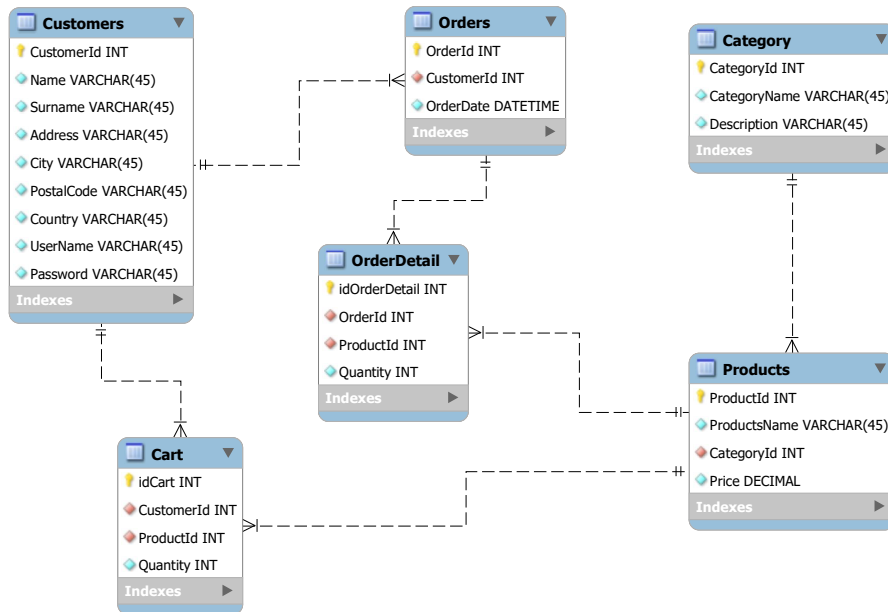 Customers
CustomerId INT
Name VARCHAR(45)
Surname VARCHAR(45)
Address VARCHAR(45)
City VARCHAR(45)
PostalCode VARCHAR(45)
Country VARCHAR(45)
UserName VARCHAR(45)
Password VARCHAR(45)
Indexes
Orders
OrderId INT
CustomerId INT
OrderDate DATETIME
Indexes
Category
CategoryId INT
CategoryName VARCHAR(45)
Description VARCHAR(45)
Indexes
OrderDetail
idOrderDetail INT
OrderId INT
ProductId INT
Quantity INT
Indexes
Products
ProductId INT
ProductsName VARCHAR(45)
CategoryId INT
Price DECIMAL
Indexes
Cart
idCart INT
CustomerId INT
ProductId INT
Quantity INT
Indexes